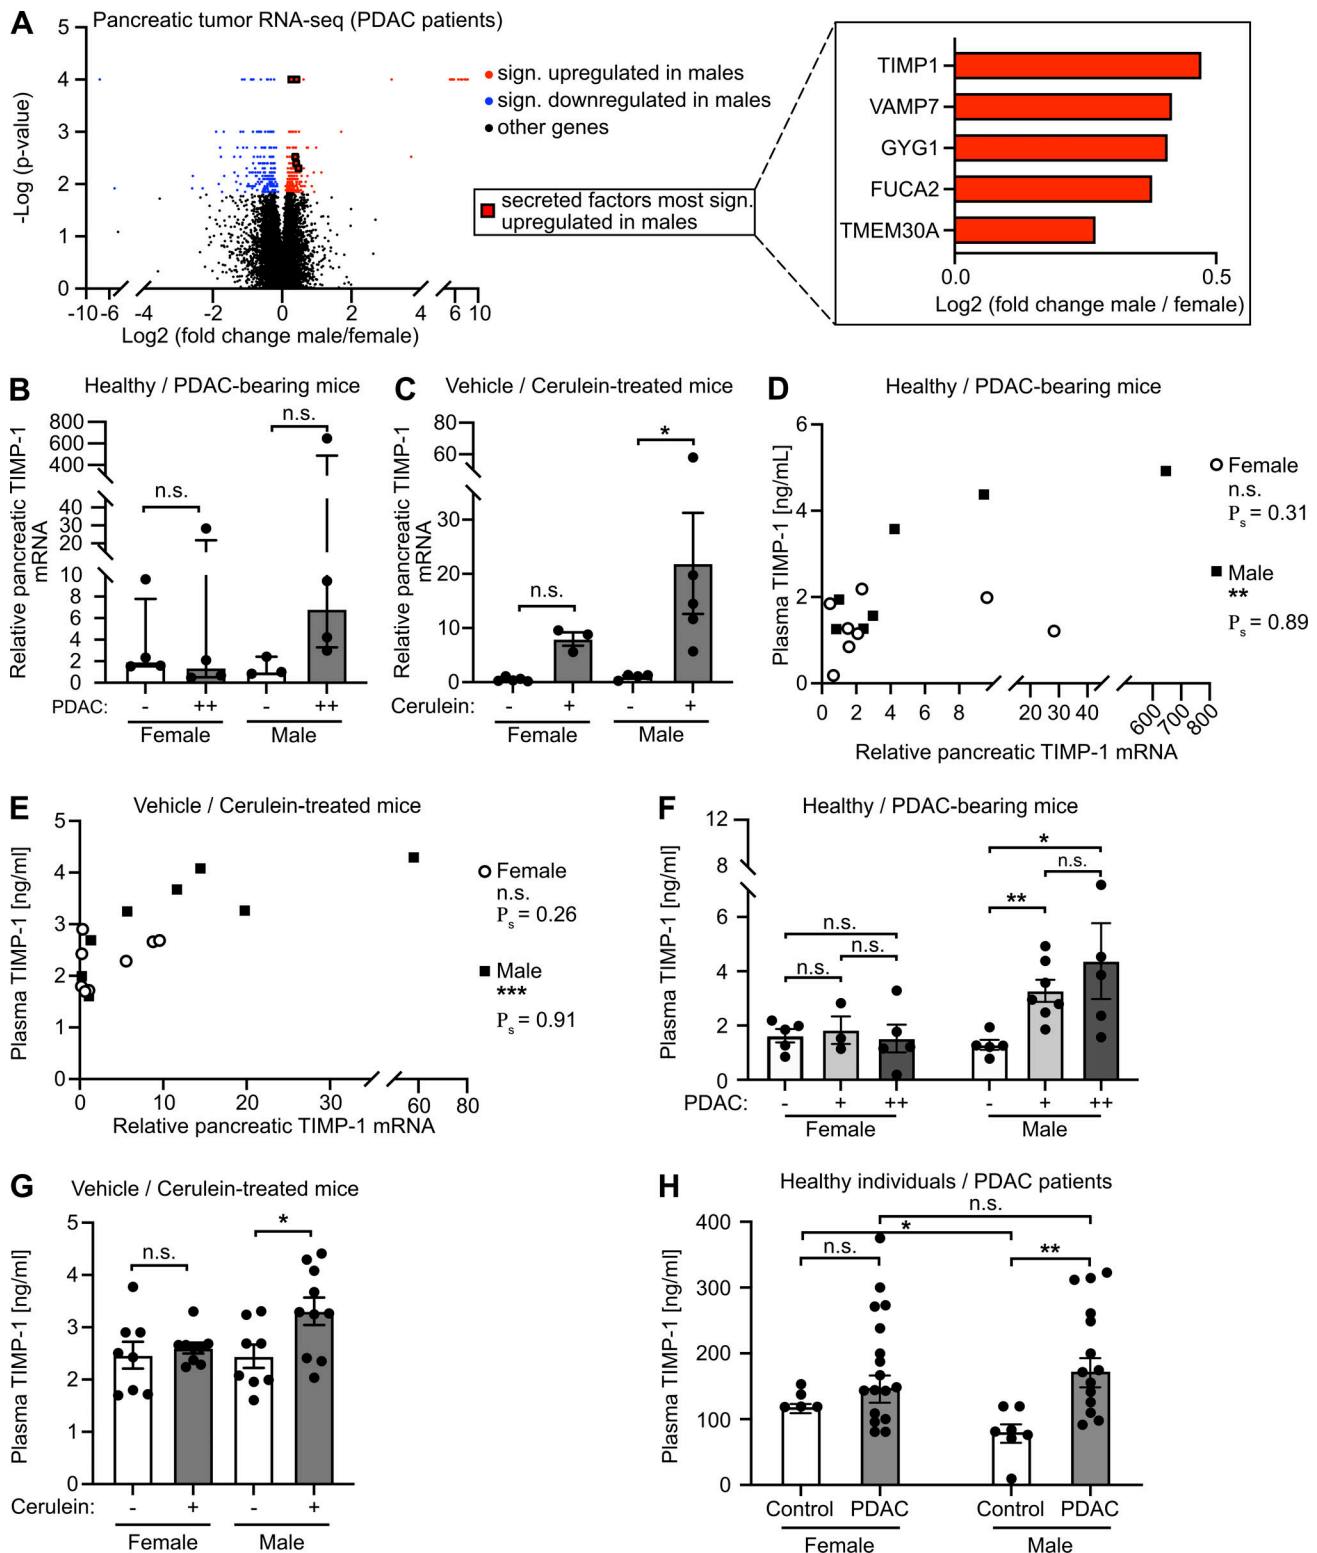 A
Pancreatic tumor RNA-seq (PDAC patients)
5
4
3
2
1
0
-Log (p-value)
-10 -6 -4 -2 0 2 4 6 10
Log2 (fold change male/female)
sign. upregulated in males
sign. downregulated in males
other genes
secreted factors most sign.
upregulated in males
TIMP1
VAMP7
GYG1
FUCA2
TMEM30A
0.0 0.5
Log2 (fold change male / female)
B
Healthy / PDAC-bearing mice
Relative pancreatic TIMP-1
mRNA
800
600
400
40
30
20
10
8
6
4
2
0
n.s.
n.s.
PDAC: - ++ - ++
Female Male
C
Vehicle / Cerulein-treated mice
Relative pancreatic TIMP-1
mRNA
80
60
30
20
10
0
n.s.
*
Cerulein: - + - +
Female Male
D
Healthy / PDAC-bearing mice
Plasma TIMP-1 [ng/mL]
6
4
2
0
0 2 4 6 8 20 30 40 600 700 800
Relative pancreatic TIMP-1 mRNA
Female
n.s.
Ps = 0.31
Male
**
Ps = 0.89
E
Vehicle / Cerulein-treated mice
Plasma TIMP-1 [ng/ml]
5
4
3
2
1
0
0 10 20 30 60 80
Relative pancreatic TIMP-1 mRNA
Female
n.s.
Ps = 0.26
Male
***
Ps = 0.91
F
Healthy / PDAC-bearing mice
Plasma TIMP-1 [ng/ml]
12
8
6
4
2
0
n.s.
n.s.
n.s.
*
n.s.
**
PDAC: - + ++ - + ++
Female Male
G
Vehicle / Cerulein-treated mice
Plasma TIMP-1 [ng/ml]
5
4
3
2
1
0
n.s.
*
Cerulein: - + - +
Female Male
H
Healthy individuals / PDAC patients
Plasma TIMP-1 [ng/ml]
400
300
200
100
0
n.s.
*
n.s.
**
Control PDAC Control PDAC
Female Male